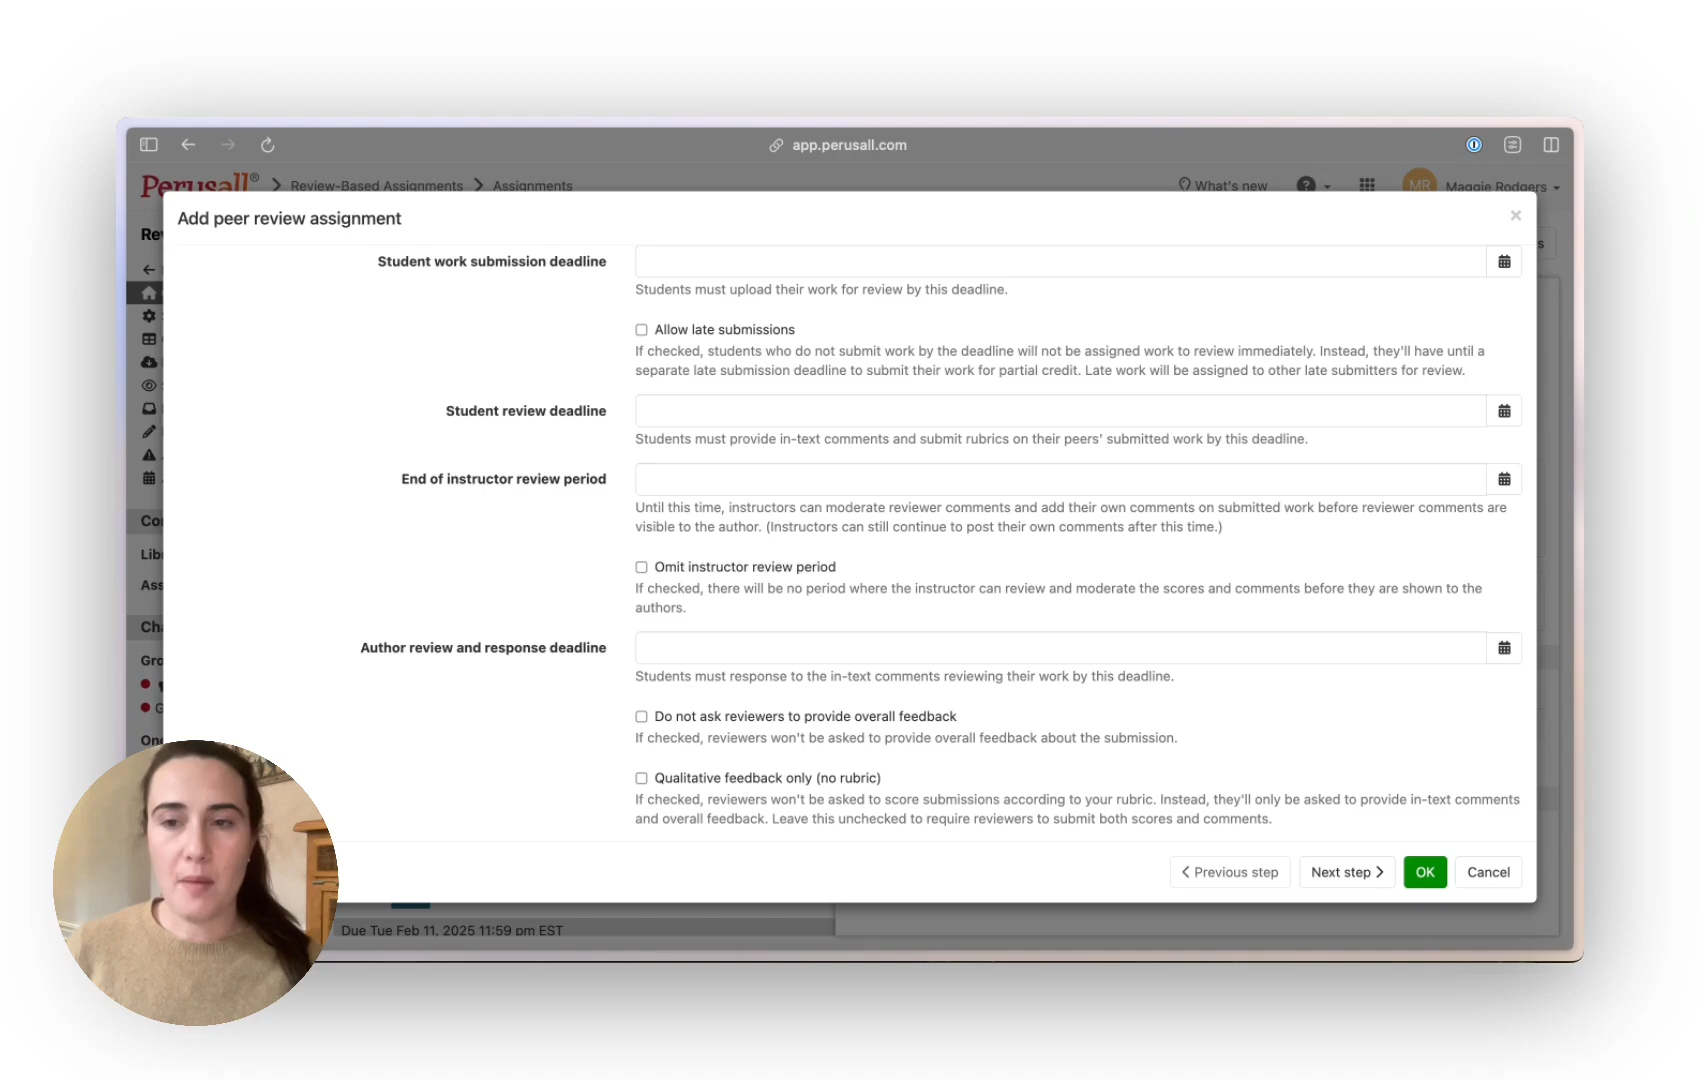 app.perusall.com
Perusall® Review-Based Assignments Assignments What's new ? MR Maggie Rodgers
Add peer review assignment ×
Student work submission deadline
Students must upload their work for review by this deadline.
Allow late submissions
If checked, students who do not submit work by the deadline will not be assigned work to review immediately. Instead, they'll have until a
separate late submission deadline to submit their work for partial credit. Late work will be assigned to other late submitters for review.
Student review deadline
Students must provide in-text comments and submit rubrics on their peers' submitted work by this deadline.
End of instructor review period
Until this time, instructors can moderate reviewer comments and add their own comments on submitted work before reviewer comments are
visible to the author. (Instructors can still continue to post their own comments after this time.)
Omit instructor review period
If checked, there will be no period where the instructor can review and moderate the scores and comments before they are shown to the
authors.
Author review and response deadline
Students must response to the in-text comments reviewing their work by this deadline.
Do not ask reviewers to provide overall feedback
If checked, reviewers won't be asked to provide overall feedback about the submission.
Qualitative feedback only (no rubric)
If checked, reviewers won't be asked to score submissions according to your rubric. Instead, they'll only be asked to provide in-text comments
and overall feedback. Leave this unchecked to require reviewers to submit both scores and comments.
Previous step Next step OK Cancel
Due Tue Feb 11, 2025 11:59 pm EST